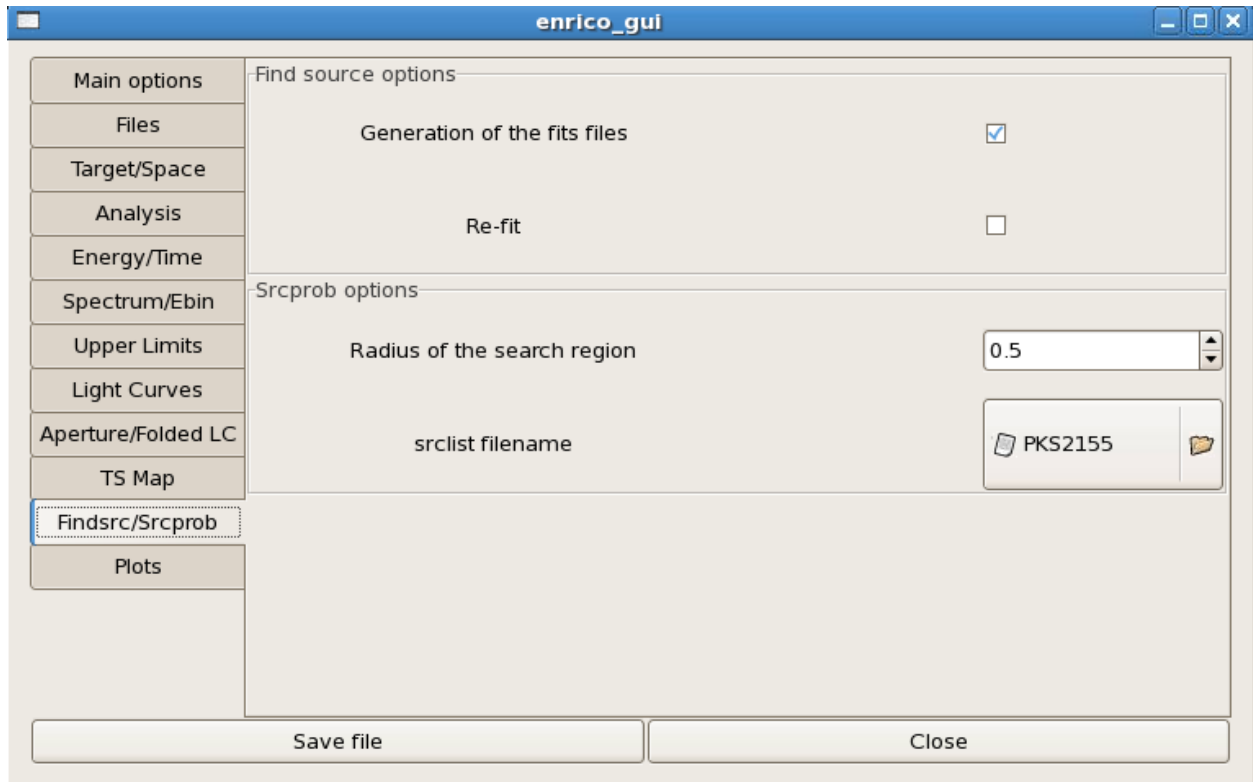 enrico_gui
Main options
Files
Target/Space
Analysis
Energy/Time
Spectrum/Ebin
Upper Limits
Light Curves
Aperture/Folded LC
TS Map
Findsrc/Srcprob
Plots
Find source options
Generation of the fits files
Re-fit
Srcprob options
Radius of the search region 0.5
srclist filename PKS2155
Save file Close